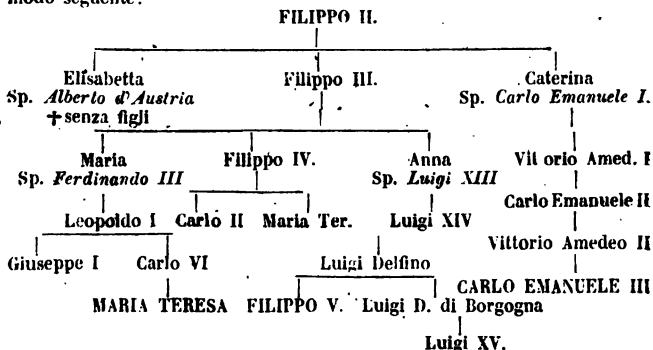 modo seguente:
FILIPPO II.
Elisabetta Filippo III. Caterina
Sp. Alberto d'Austria Sp. Carlo Emanuele I.
† senza figli
Maria Filippo IV. Anna Vit orio Amed. I
Sp. Ferdinando III Sp. Luigi XIII
Carlo Emanuele II
Leopoldo I Carlo II Maria Ter. Luigi XIV
Vittorio Amedeo II
Giuseppe I Carlo VI Luigi Delfino
CARLO EMANUELE III
MARIA TERESA FILIPPO V. Luigi D. di Borgogna
Luigi XV.